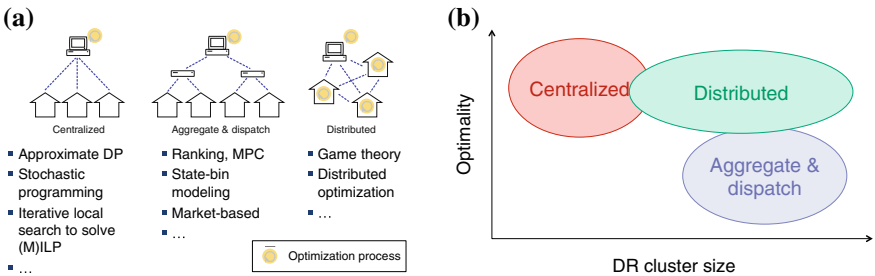 (a)
Centralized
Aggregate & dispatch
Distributed
▪ Approximate DP
▪ Stochastic
programming
▪ Iterative local
search to solve
(M)ILP
▪ …
▪ Ranking, MPC
▪ State-bin
modeling
▪ Market-based
▪ …
▪ Game theory
▪ Distributed
optimization
▪ …
Optimization process
(b)
Optimality
Centralized
Distributed
Aggregate &
dispatch
DR cluster size